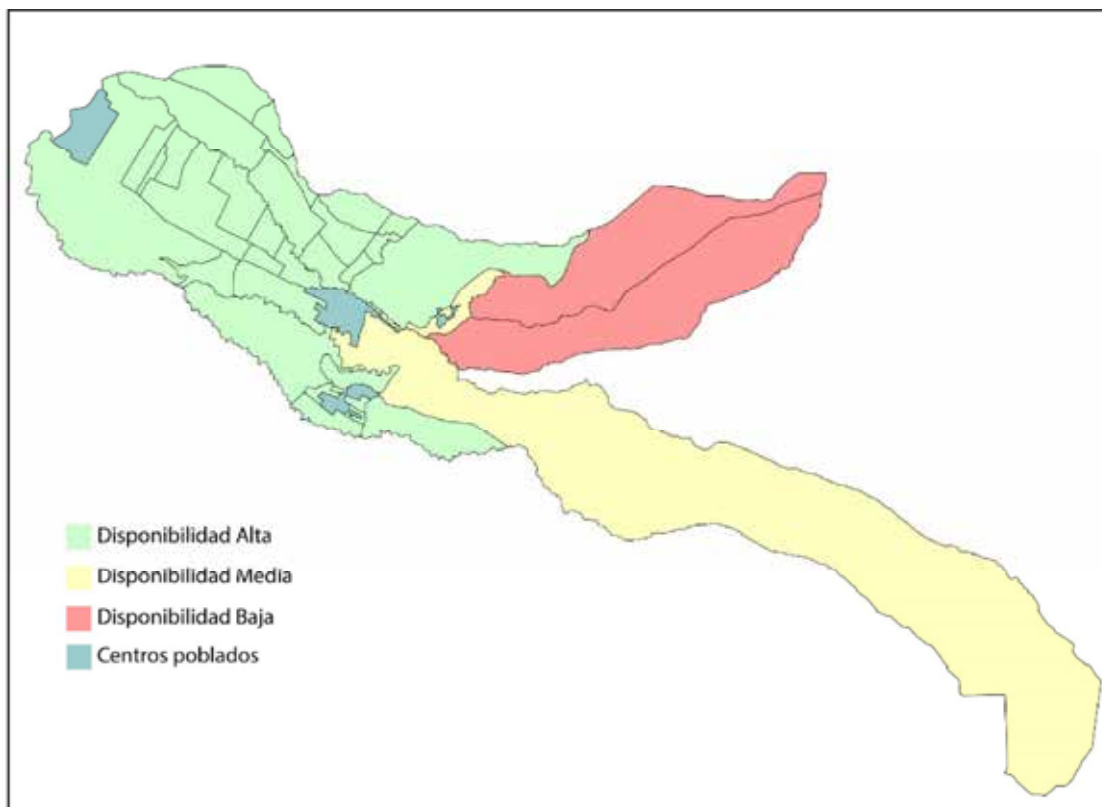 Disponibilidad Alta
Disponibilidad Media
Disponibilidad Baja
Centros poblados